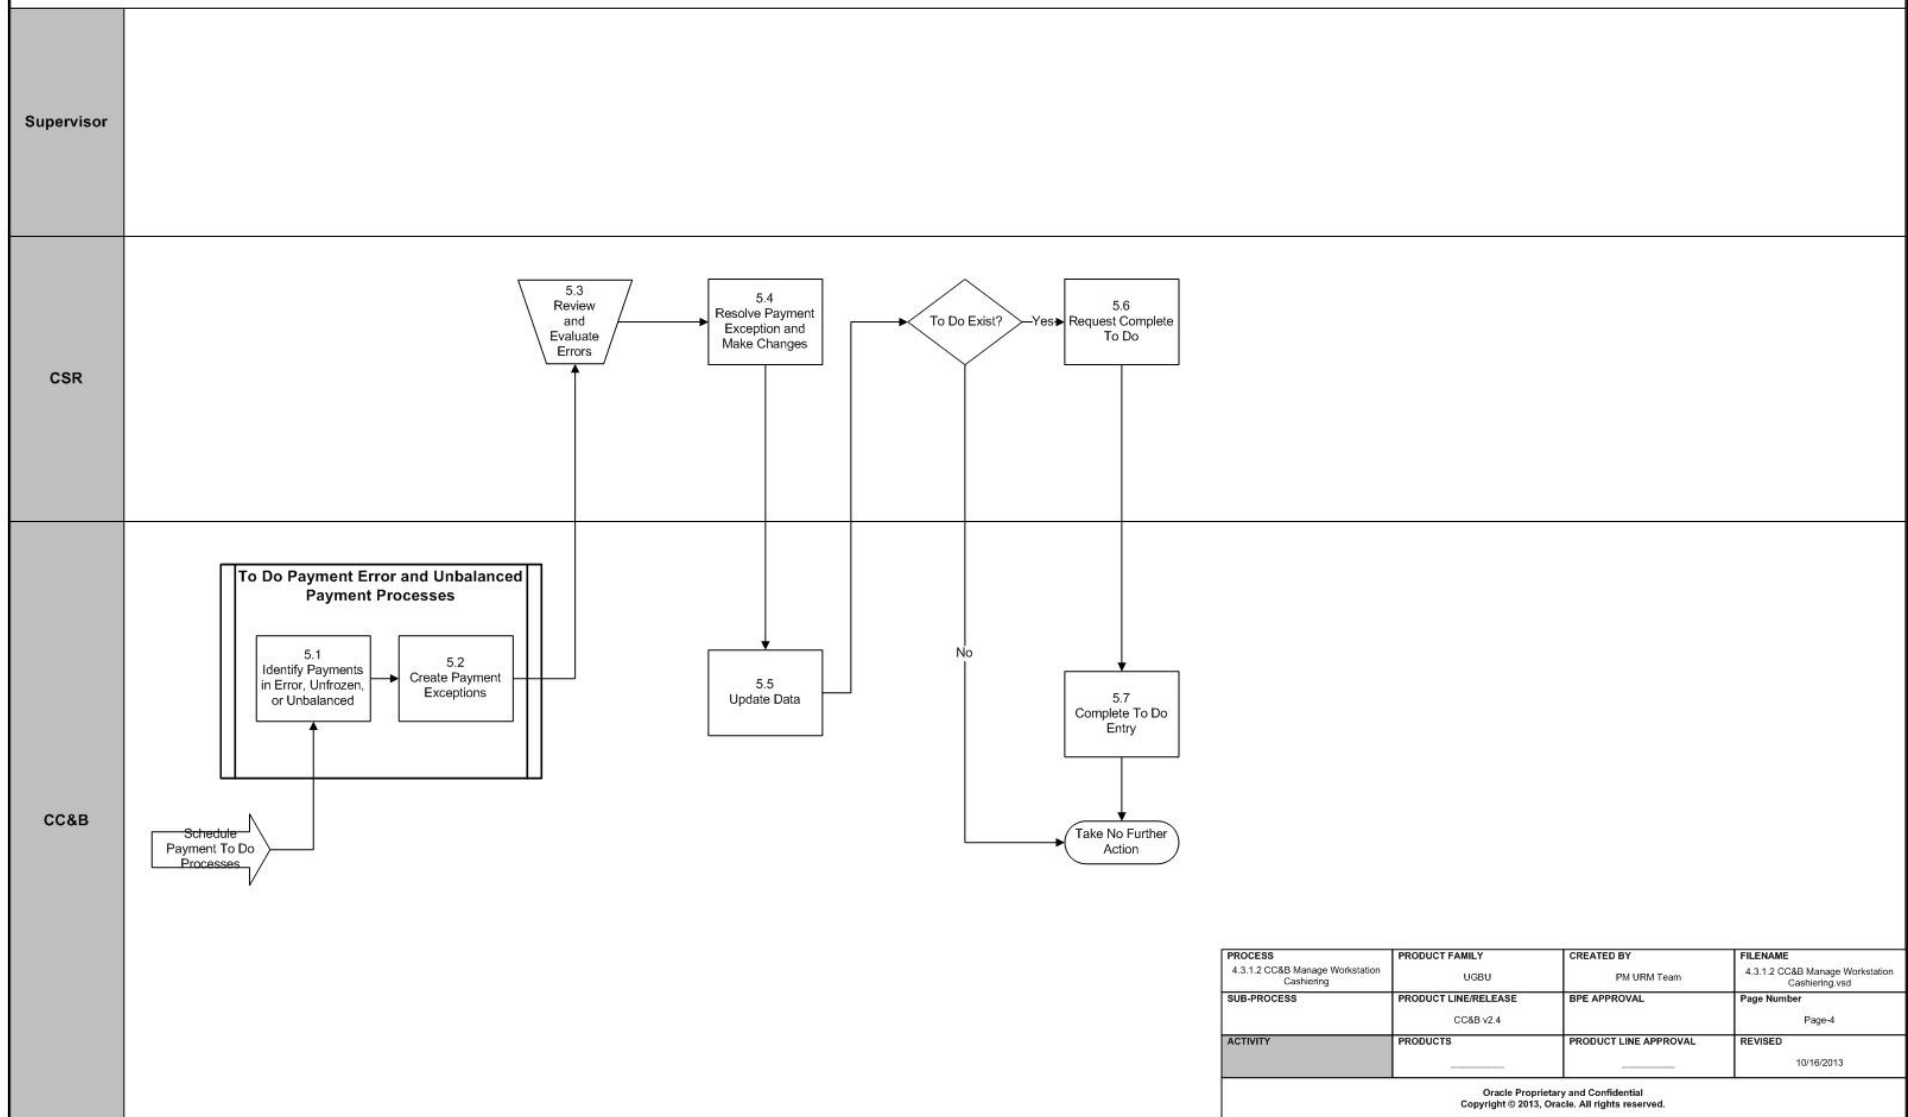 Supervisor
CSR
5.3
Review
and
Evaluate
Errors
5.4
Resolve Payment
Exception and
Make Changes
To Do Exist?
Yes
5.6
Request Complete
To Do
CC&B
To Do Payment Error and Unbalanced
Payment Processes
5.1
Identify Payments
in Error, Unfrozen,
or Unbalanced
5.2
Create Payment
Exceptions
Schedule
Payment To Do
Processes
5.5
Update Data
No
5.7
Complete To Do
Entry
Take No Further
Action
PROCESS
4.3.1.2 CC&B Manage Workstation
Cashiering
PRODUCT FAMILY
UGBU
CREATED BY
PM URM Team
FILENAME
4.3.1.2 CC&B Manage Workstation
Cashiering.vsd
SUB-PROCESS
PRODUCT LINE/RELEASE
CC&B v2.4
BPE APPROVAL
Page Number
Page-4
ACTIVITY
PRODUCTS
PRODUCT LINE APPROVAL
REVISED
10/16/2013
Oracle Proprietary and Confidential
Copyright © 2013, Oracle. All rights reserved.